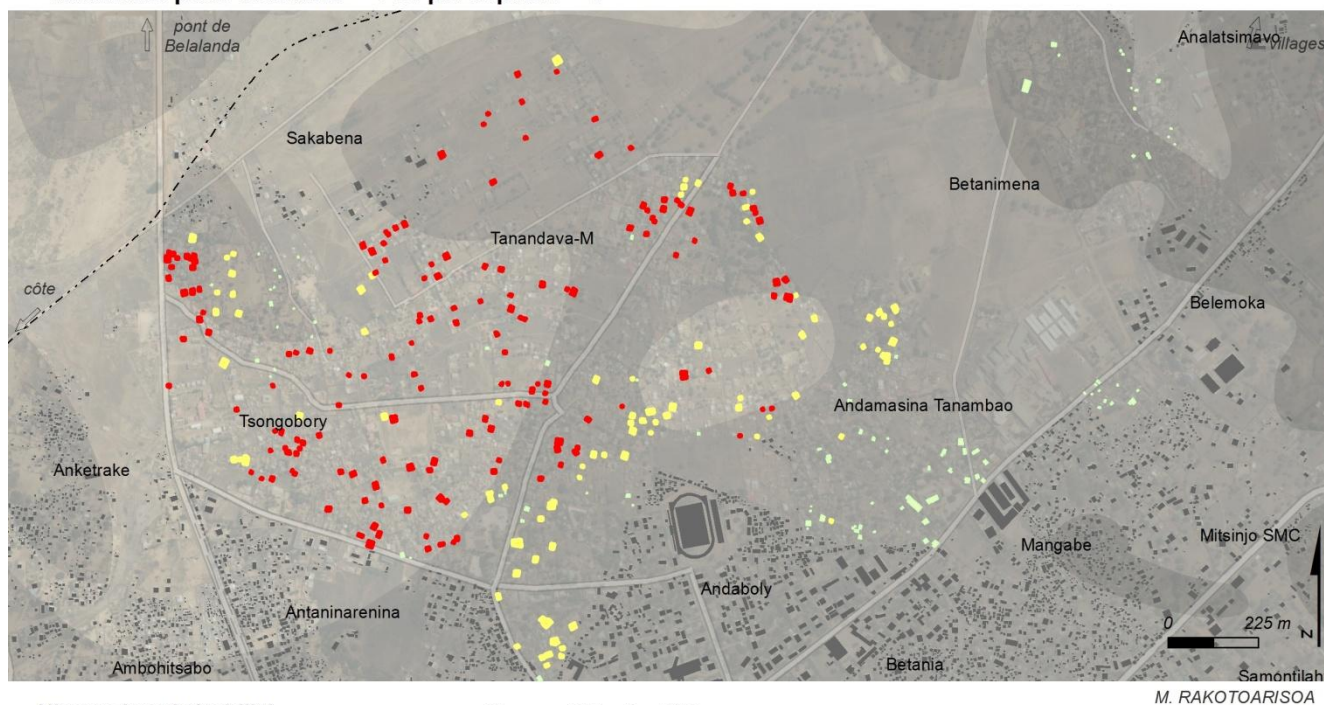 pont de
Belalanda
Analatsimavo
villages
Sakabena
Betanimena
Tanandava-M
côte
Belemoka
Andamasina Tanambao
Tsongobory
Anketrake
Mangabe
Mitsinjo SMC
Andaboly
Antaninarenina
0 225 m
N
Ambohitsabo
Betania
Samontilah
M. RAKOTOARISOA